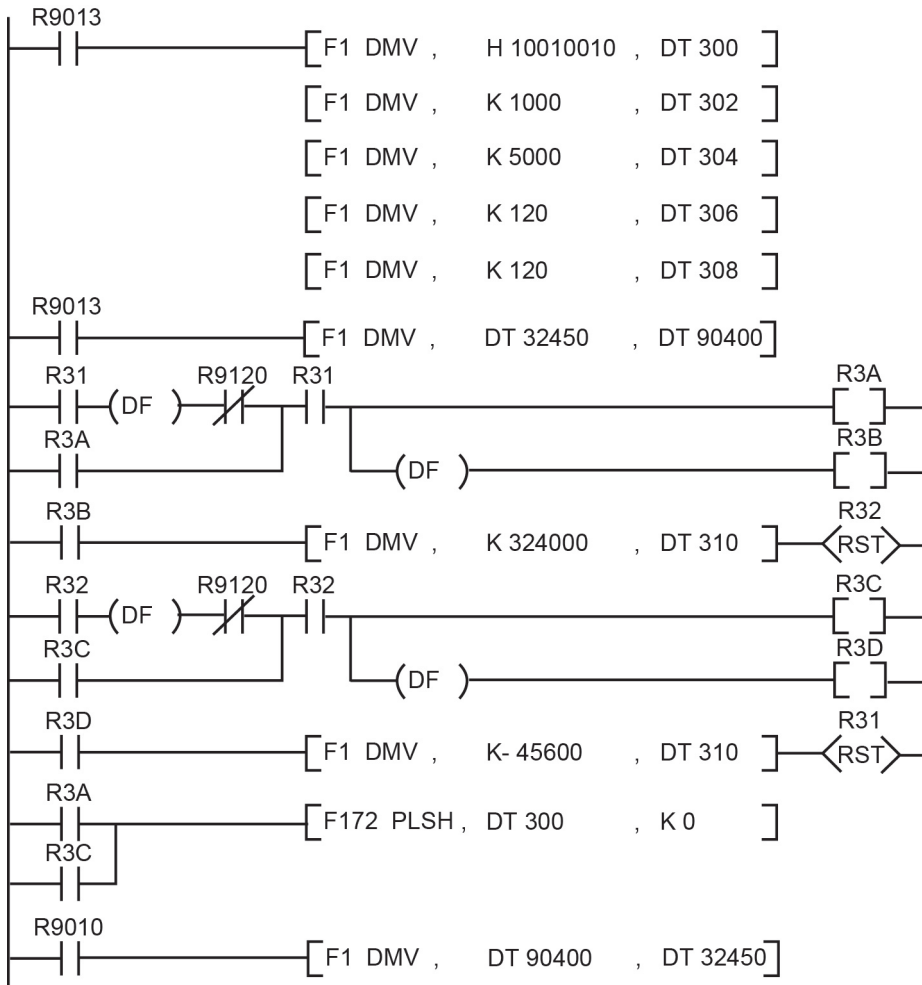 R9013
F1 DMV , H 10010010 , DT 300
F1 DMV , K 1000 , DT 302
F1 DMV , K 5000 , DT 304
F1 DMV , K 120 , DT 306
F1 DMV , K 120 , DT 308
R9013
F1 DMV , DT 32450 , DT 90400
R31 R9120 R31 R3A
DF
R3A R3B
DF
R3B R32
F1 DMV , K 324000 , DT 310 RST
R32 R9120 R32 R3C
DF
R3C R3D
DF
R3D R31
F1 DMV , K- 45600 , DT 310 RST
R3A
F172 PLSH , DT 300 , K 0
R3C
R9010
F1 DMV , DT 90400 , DT 32450